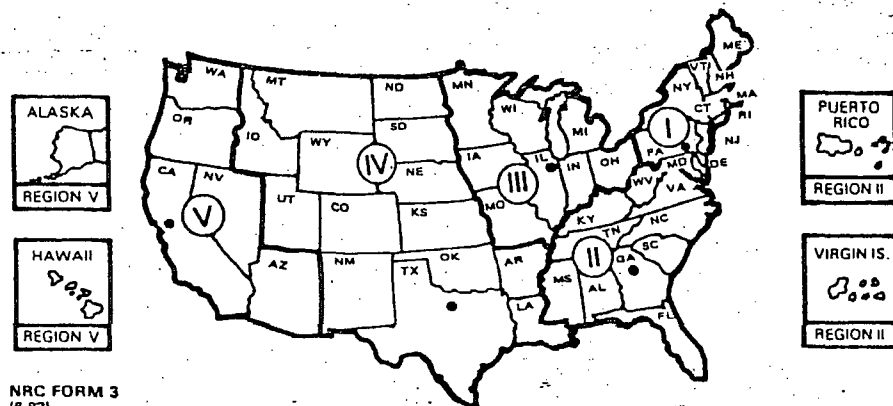 ALASKA
REGION V
HAWAII
REGION V
WA
OR
CA
NV
ID
MT
WY
UT
AZ
CO
NM
ND
SD
NE
KS
OK
TX
MN
IA
MO
AR
LA
WI
IL
MI
IN
OH
KY
TN
MS
AL
GA
FL
SC
NC
VA
WV
PA
MD
DE
NJ
NY
CT
RI
MA
VT
NH
ME
I
II
III
IV
V
PUERTO
RICO
REGION II
VIRGIN IS.
REGION II
NRC FORM 3